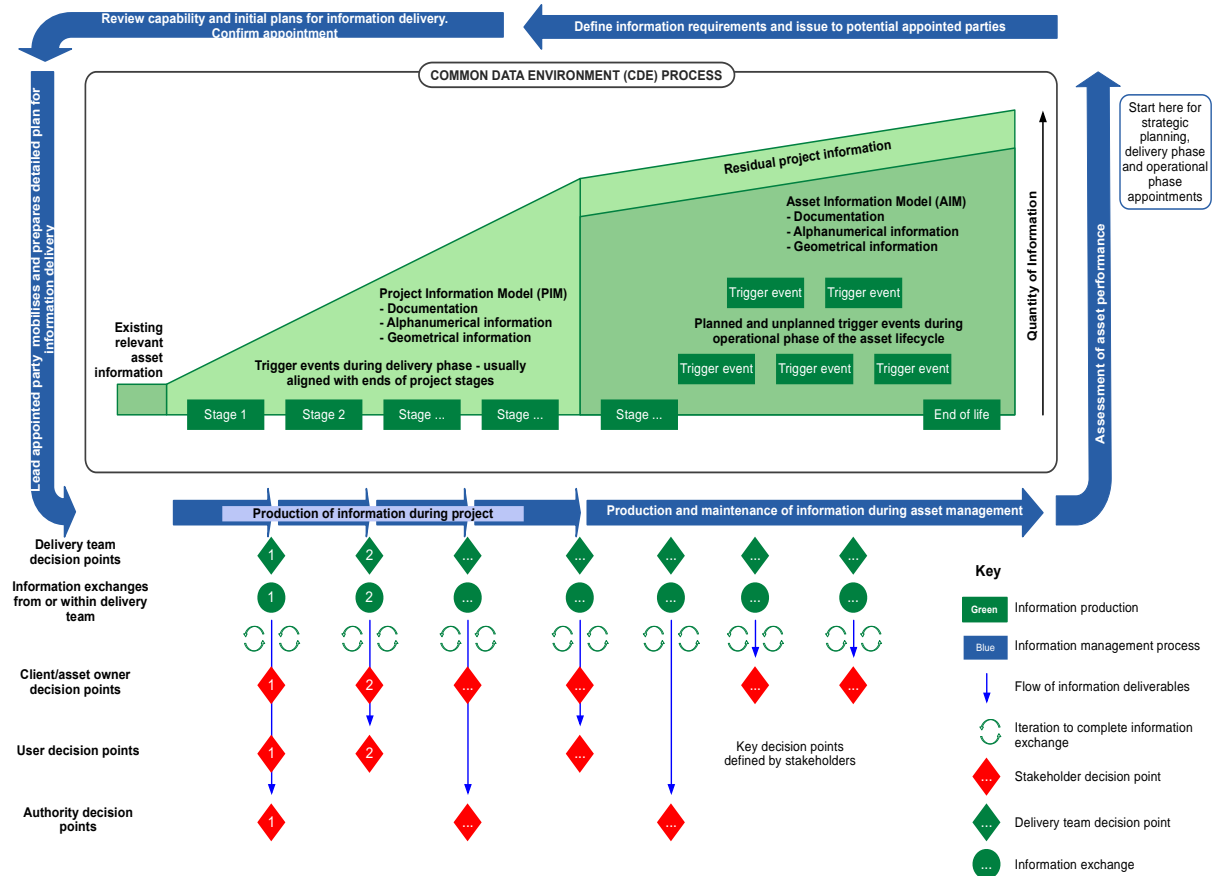 Review capability and initial plans for information delivery.
Confirm appointment
Define information requirements and issue to potential appointed parties
COMMON DATA ENVIRONMENT (CDE) PROCESS
Lead appointed party mobilises and prepares detailed plan for
information delivery
Start here for
strategic
planning,
delivery phase
and operational
phase
appointments
Assessment of asset performance
Quantity of Information
Residual project information
Asset Information Model (AIM)
- Documentation
- Alphanumerical information
- Geometrical information
Project Information Model (PIM)
- Documentation
- Alphanumerical information
- Geometrical information
Trigger event
Trigger event
Planned and unplanned trigger events during
operational phase of the asset lifecycle
Trigger event
Trigger event
Trigger event
Existing
relevant
asset
information
Trigger events during delivery phase - usually
aligned with ends of project stages
Stage 1
Stage 2
Stage ...
Stage ...
Stage ...
End of life
Production of information during project
Production and maintenance of information during asset management
Delivery team
decision points
1
2
...
...
...
...
...
Information exchanges
from or within delivery
team
1
2
...
...
...
...
...
Client/asset owner
decision points
1
2
...
...
...
...
User decision points
1
2
...
Key decision points
defined by stakeholders
Authority decision
points
1
...
...
Key
Green
Information production
Blue
Information management process
Flow of information deliverables
Iteration to complete information
exchange
...
Stakeholder decision point
...
Delivery team decision point
...
Information exchange